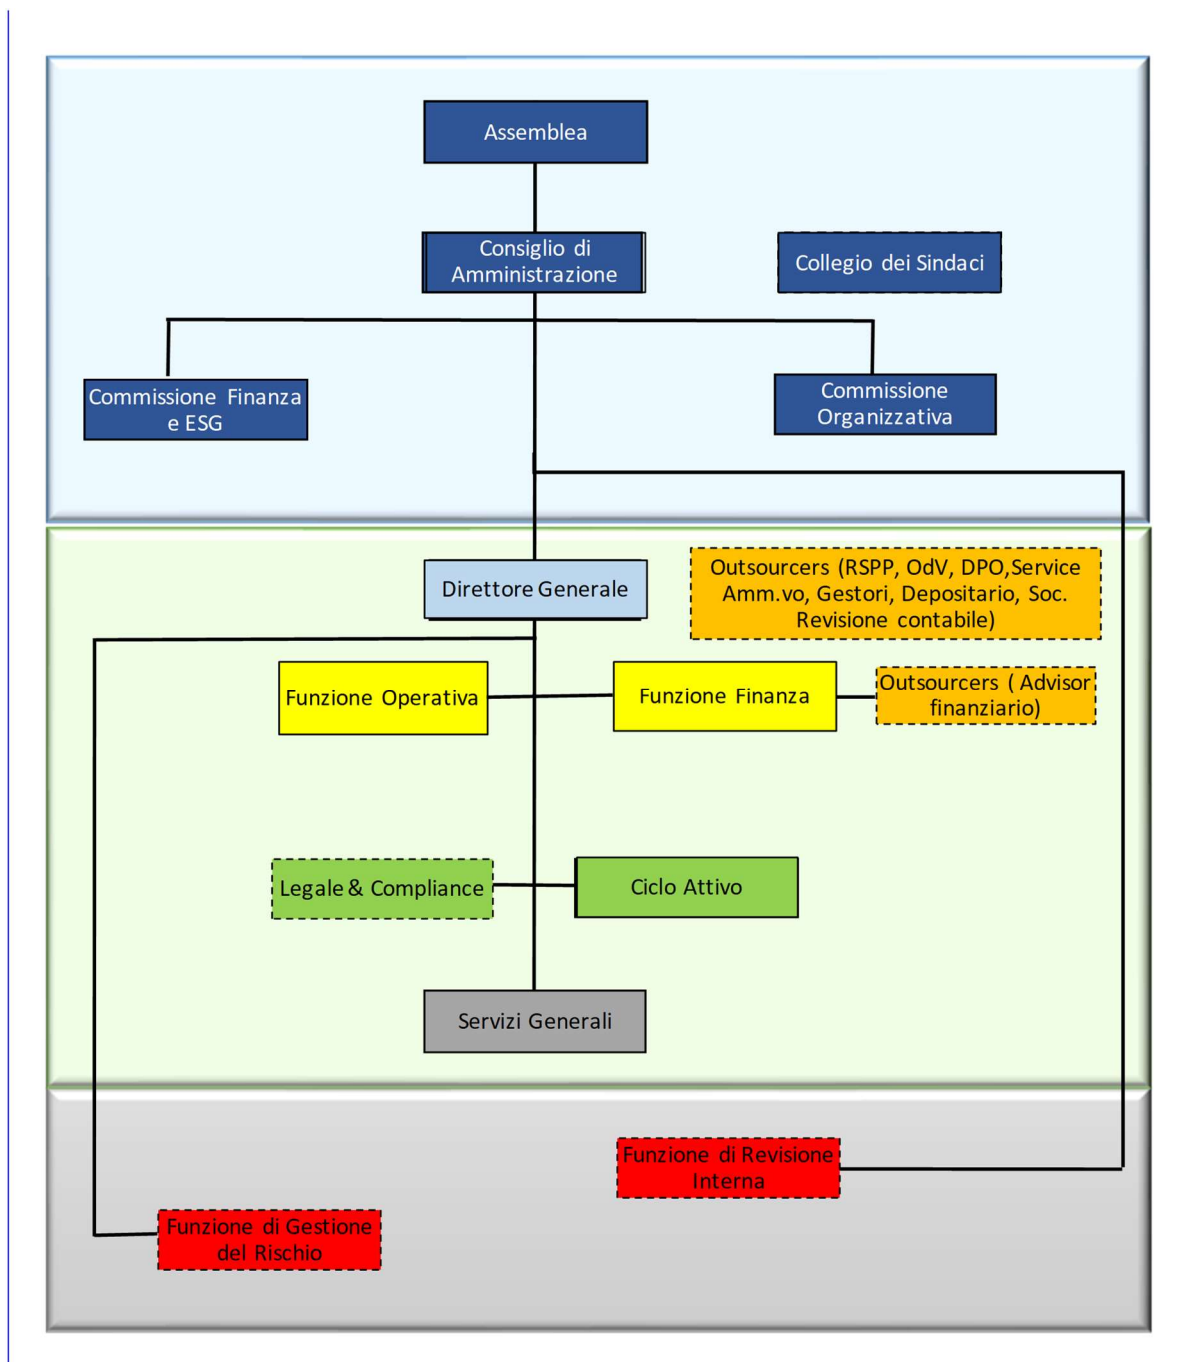 Assemblea
Consiglio di
Amministrazione
Collegio dei Sindaci
Commissione Finanza
e ESG
Commissione
Organizzativa
Direttore Generale
Outsourcers (RSPP, OdV, DPO,Service
Amm.vo, Gestori, Depositario, Soc.
Revisione contabile)
Funzione Operativa
Funzione Finanza
Outsourcers ( Advisor
finanziario)
Legale & Compliance
Ciclo Attivo
Servizi Generali
Funzione di Revisione
Interna
Funzione di Gestione
del Rischio